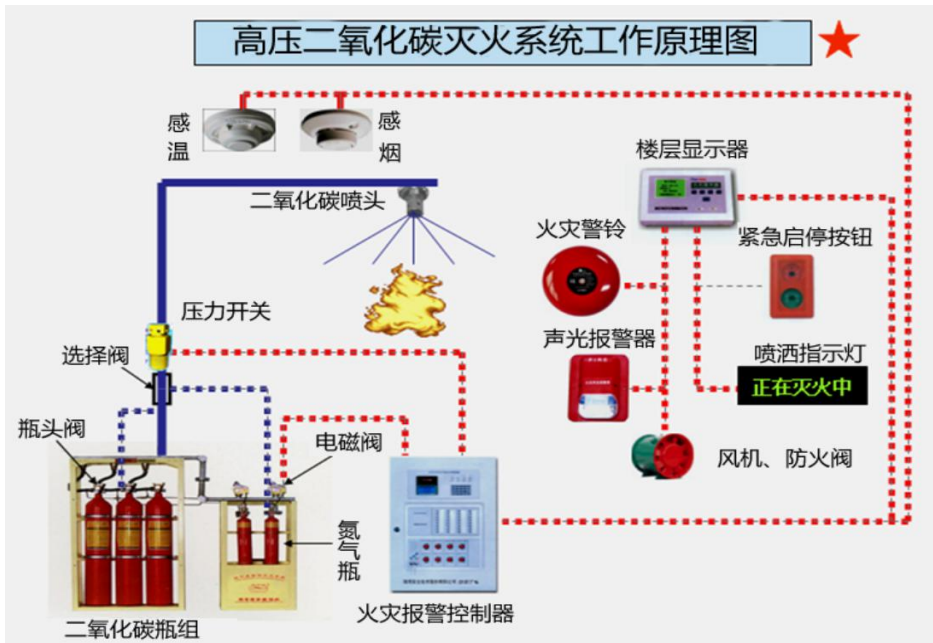 高压二氧化碳灭火系统工作原理图
感温
感烟
楼层显示器
二氧化碳喷头
火灾警铃
紧急启停按钮
压力开关
声光报警器
选择阀
喷洒指示灯
正在灭火中
瓶头阀
电磁阀
风机、防火阀
氮气瓶
火灾报警控制器
二氧化碳瓶组